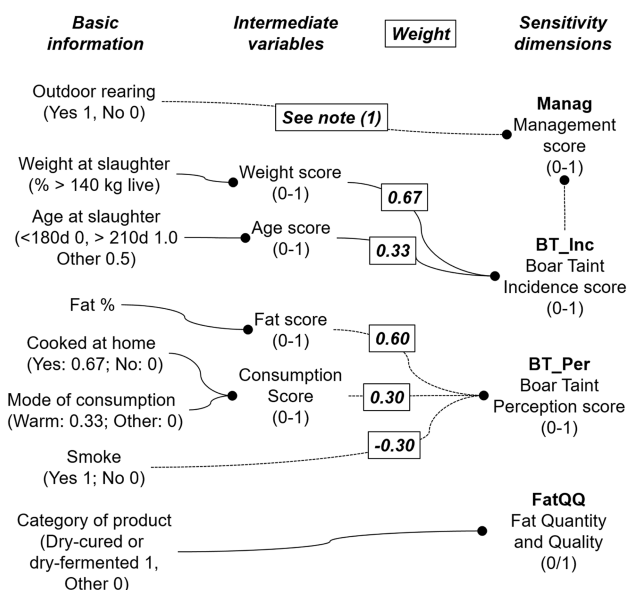 Basic
information
Intermediate
variables
Weight
Sensitivity
dimensions
Outdoor rearing
(Yes 1, No 0)
See note (1)
Manag
Management
score
(0-1)
Weight at slaughter
(% > 140 kg live)
Weight score
(0-1)
0.67
Age at slaughter
(<180d 0, > 210d 1.0
Other 0.5)
Age score
(0-1)
0.33
BT_Inc
Boar Taint
Incidence score
(0-1)
Fat %
Fat score
(0-1)
0.60
Cooked at home
(Yes: 0.67; No: 0)
Mode of consumption
(Warm: 0.33; Other: 0)
Consumption
Score
(0-1)
0.30
BT_Per
Boar Taint
Perception score
(0-1)
-0.30
Smoke
(Yes 1; No 0)
Category of product
(Dry-cured or
dry-fermented 1,
Other 0)
FatQQ
Fat Quantity
and Quality
(0/1)